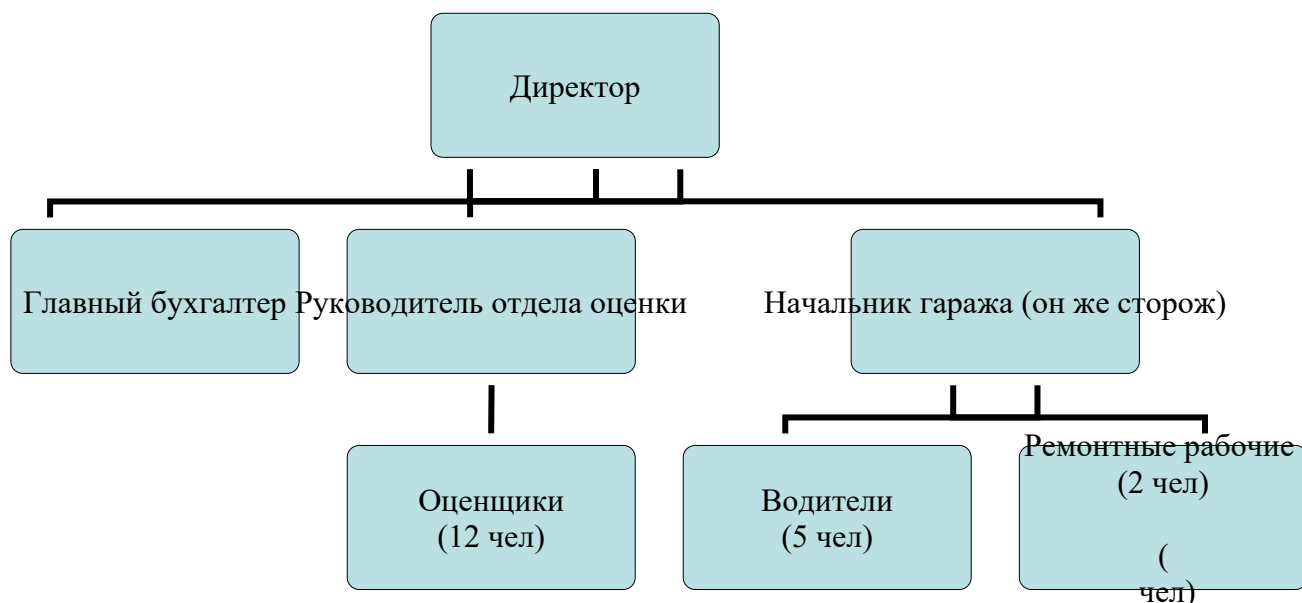 Директор
Главный бухгалтер
Руководитель отдела оценки
Начальник гаража (он же сторож)
Оценщики
(12 чел)
Водители
(5 чел)
Ремонтные рабочие
(2 чел)
(
чел)